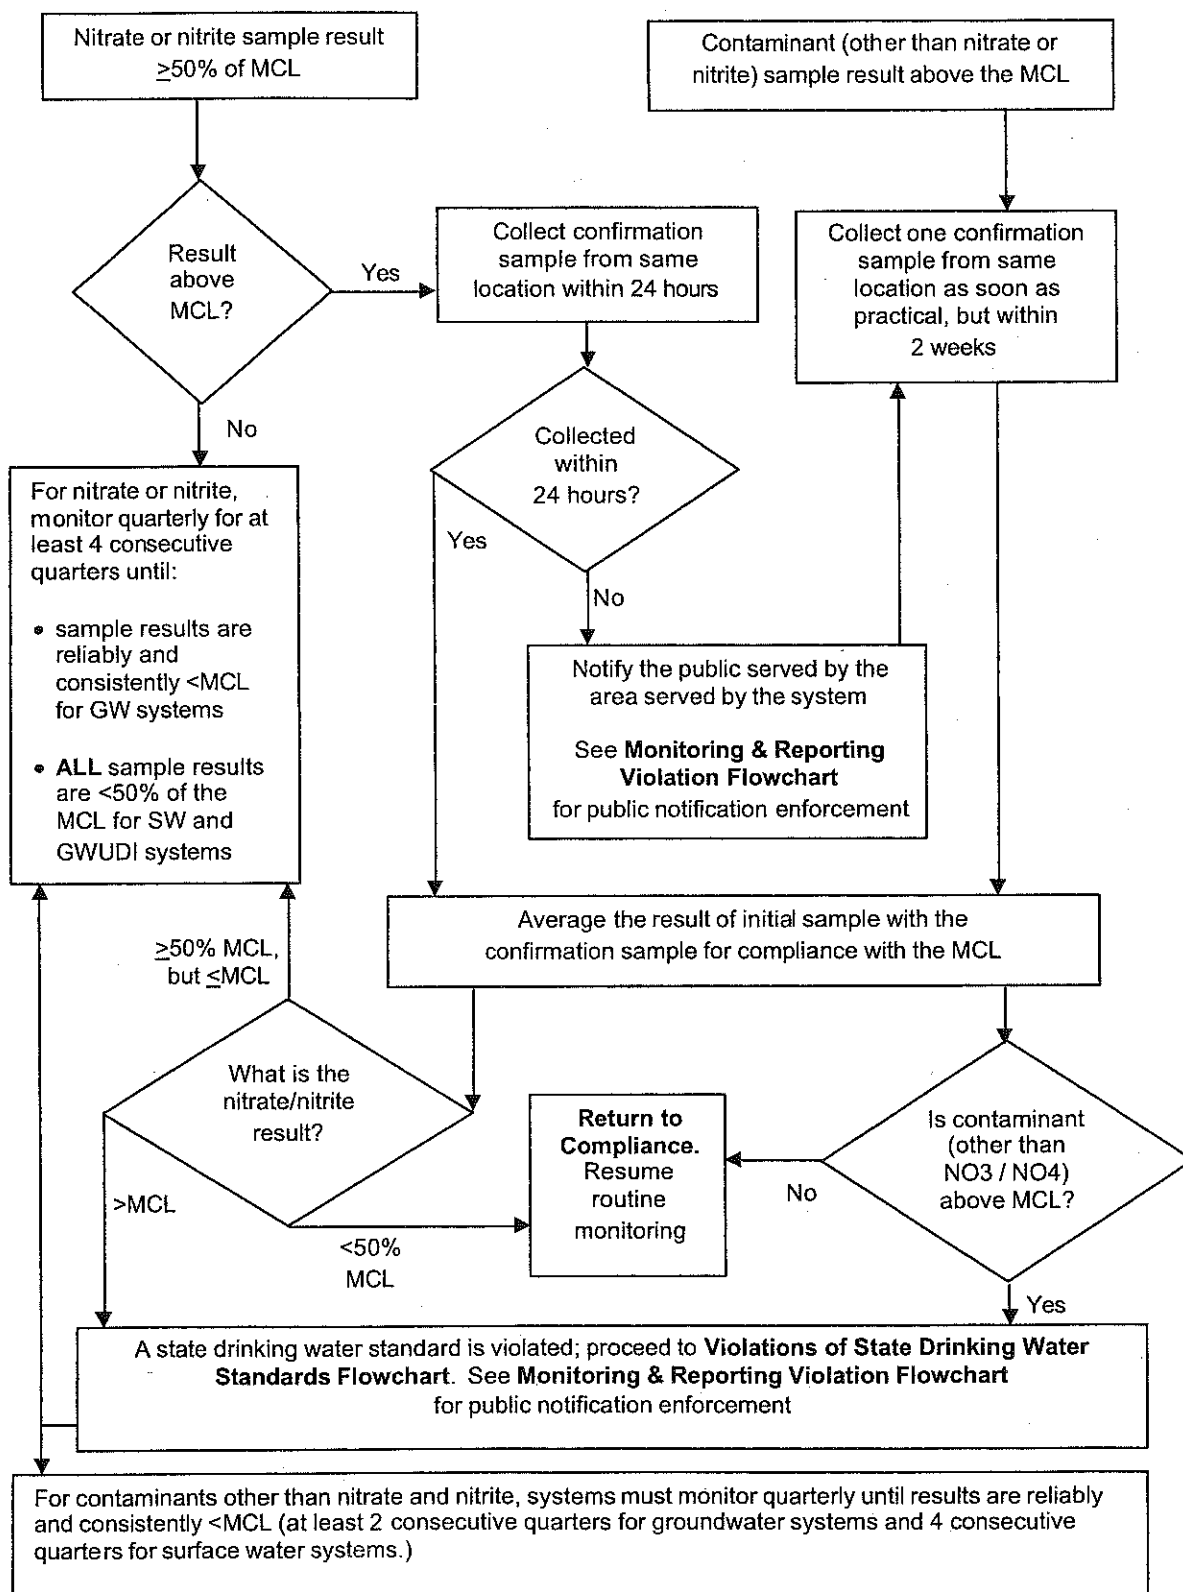 Nitrate or nitrite sample result
≥50% of MCL
Contaminant (other than nitrate or
nitrite) sample result above the MCL
Result
above
MCL?
Yes
No
Collect confirmation
sample from same
location within 24 hours
Collect one confirmation
sample from same
location as soon as
practical, but within
2 weeks
Collected
within
24 hours?
Yes
No
For nitrate or nitrite,
monitor quarterly for at
least 4 consecutive
quarters until:
• sample results are
reliably and
consistently <MCL
for GW systems
• ALL sample results
are <50% of the
MCL for SW and
GWUDI systems
Notify the public served by the
area served by the system
See Monitoring & Reporting
Violation Flowchart
for public notification enforcement
Average the result of initial sample with the
confirmation sample for compliance with the MCL
≥50% MCL,
but ≤MCL
What is the
nitrate/nitrite
result?
>MCL
<50%
MCL
Return to
Compliance.
Resume
routine
monitoring
Is contaminant
(other than
NO3 / NO4)
above MCL?
No
Yes
A state drinking water standard is violated; proceed to Violations of State Drinking Water
Standards Flowchart. See Monitoring & Reporting Violation Flowchart
for public notification enforcement
For contaminants other than nitrate and nitrite, systems must monitor quarterly until results are reliably
and consistently <MCL (at least 2 consecutive quarters for groundwater systems and 4 consecutive
quarters for surface water systems.)